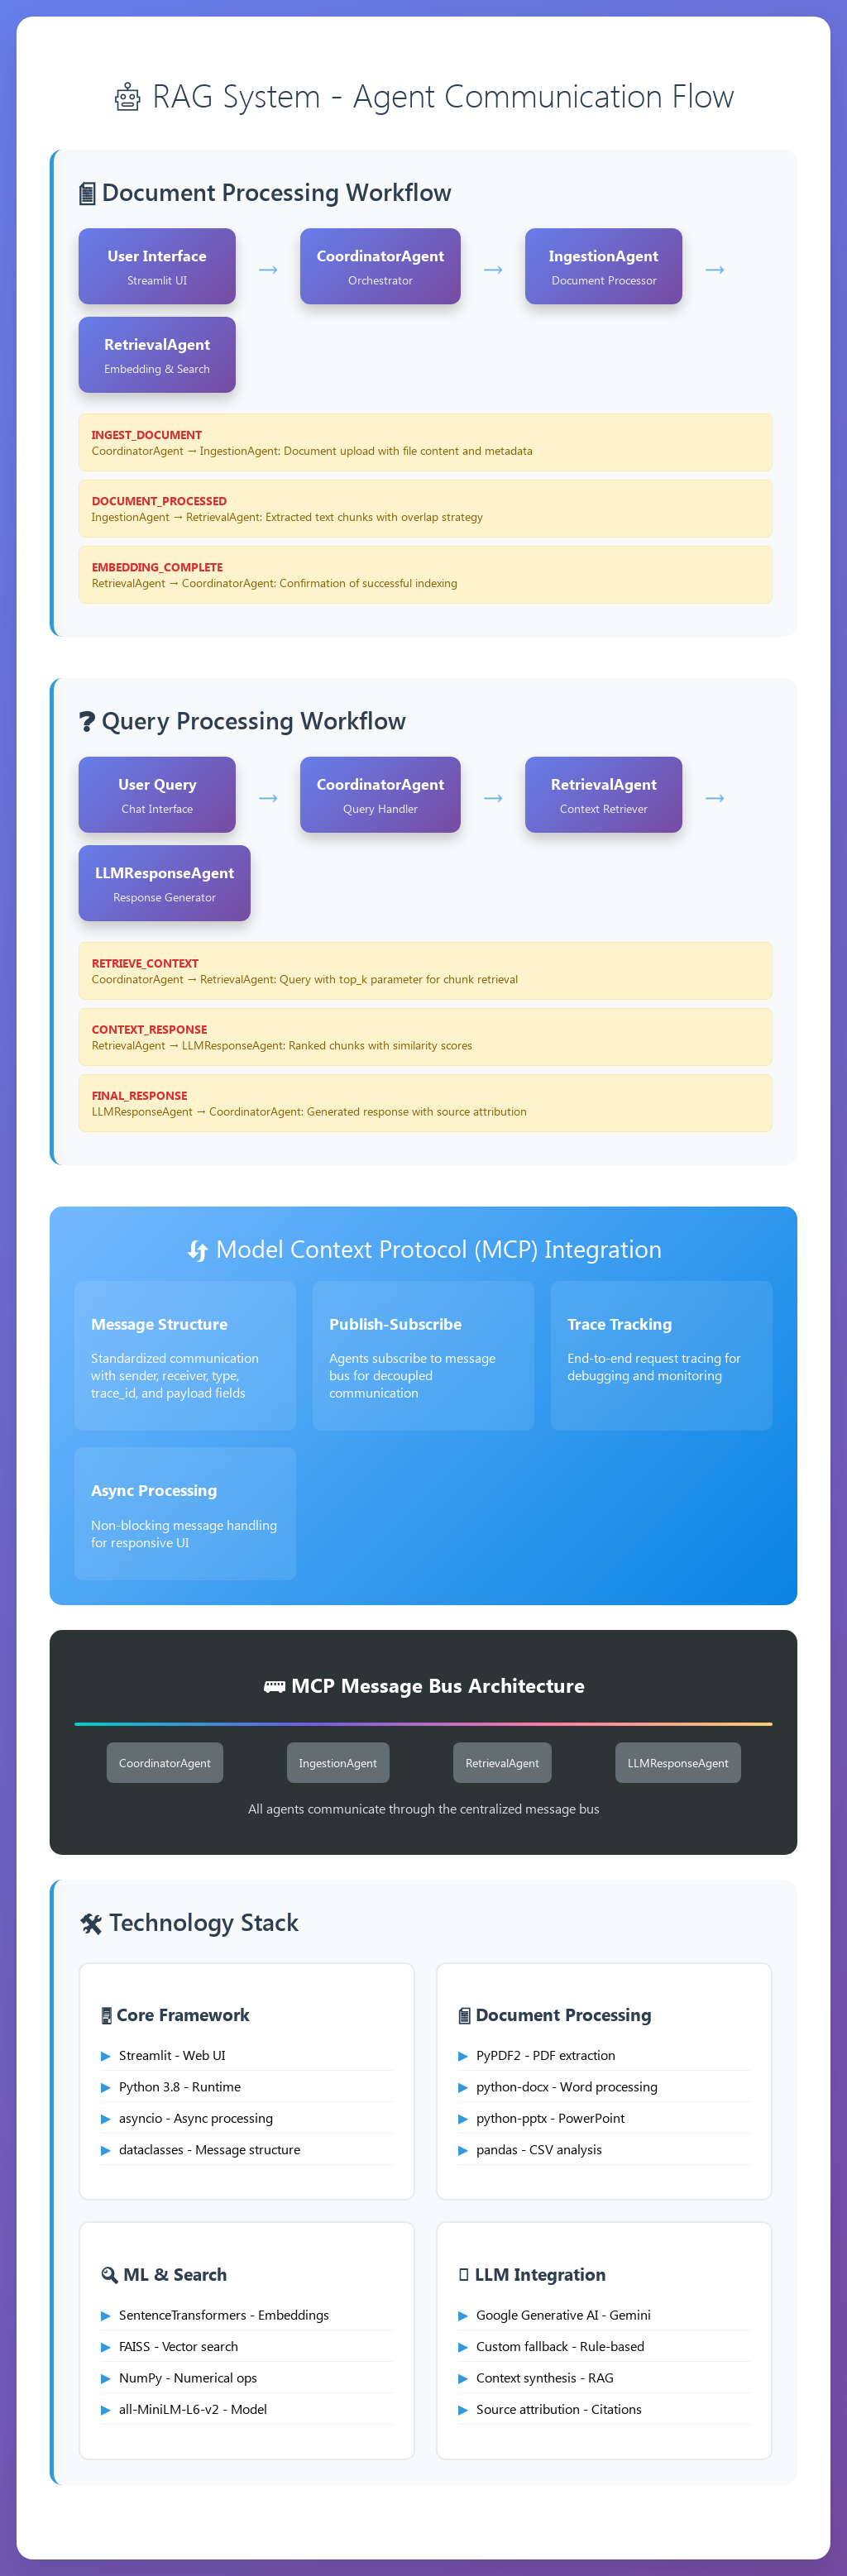 RAG System - Agent Communication Flow
Document Processing Workflow
User Interface
Streamlit UI
→
CoordinatorAgent
Orchestrator
→
IngestionAgent
Document Processor
→
RetrievalAgent
Embedding & Search
INGEST_DOCUMENT
CoordinatorAgent → IngestionAgent: Document upload with file content and metadata
DOCUMENT_PROCESSED
IngestionAgent → RetrievalAgent: Extracted text chunks with overlap strategy
EMBEDDING_COMPLETE
RetrievalAgent → CoordinatorAgent: Confirmation of successful indexing
❓ Query Processing Workflow
User Query
Chat Interface
→
CoordinatorAgent
Query Handler
→
RetrievalAgent
Context Retriever
→
LLMResponseAgent
Response Generator
RETRIEVE_CONTEXT
CoordinatorAgent → RetrievalAgent: Query with top_k parameter for chunk retrieval
CONTEXT_RESPONSE
RetrievalAgent → LLMResponseAgent: Ranked chunks with similarity scores
FINAL_RESPONSE
LLMResponseAgent → CoordinatorAgent: Generated response with source attribution
Model Context Protocol (MCP) Integration
Message Structure
Standardized communication
with sender, receiver, type,
trace_id, and payload fields
Publish-Subscribe
Agents subscribe to message
bus for decoupled
communication
Trace Tracking
End-to-end request tracing for
debugging and monitoring
Async Processing
Non-blocking message handling
for responsive UI
MCP Message Bus Architecture
CoordinatorAgent
IngestionAgent
RetrievalAgent
LLMResponseAgent
All agents communicate through the centralized message bus
Technology Stack
Core Framework
▶ Streamlit - Web UI
▶ Python 3.8 - Runtime
▶ asyncio - Async processing
▶ dataclasses - Message structure
Document Processing
▶ PyPDF2 - PDF extraction
▶ python-docx - Word processing
▶ python-pptx - PowerPoint
▶ pandas - CSV analysis
ML & Search
▶ SentenceTransformers - Embeddings
▶ FAISS - Vector search
▶ NumPy - Numerical ops
▶ all-MiniLM-L6-v2 - Model
LLM Integration
▶ Google Generative AI - Gemini
▶ Custom fallback - Rule-based
▶ Context synthesis - RAG
▶ Source attribution - Citations